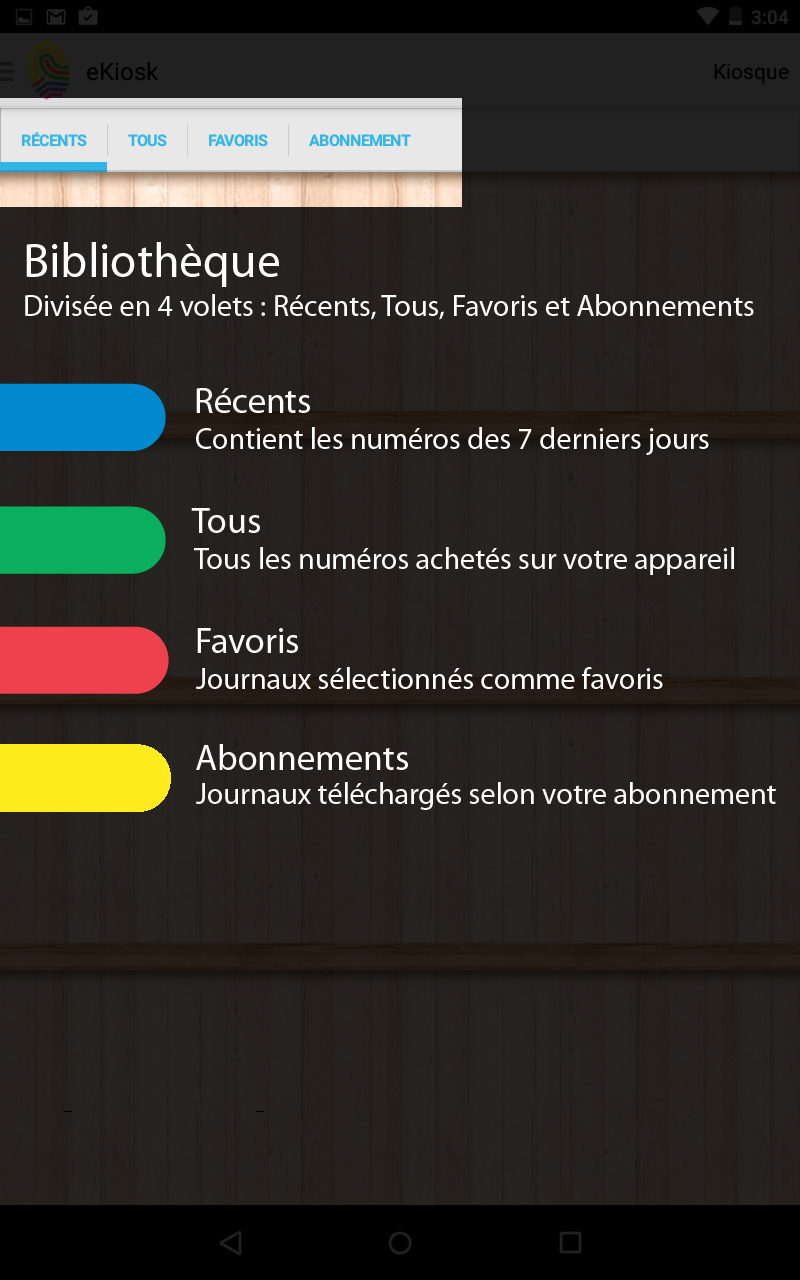 3:04
eKiosk
Kiosque
RÉCENTS TOUS FAVORIS ABONNEMENT
Bibliothèque
Divisée en 4 volets : Récents, Tous, Favoris et Abonnements
Récents
Contient les numéros des 7 derniers jours
Tous
Tous les numéros achetés sur votre appareil
Favoris
Journaux sélectionnés comme favoris
Abonnements
Journaux téléchargés selon votre abonnement